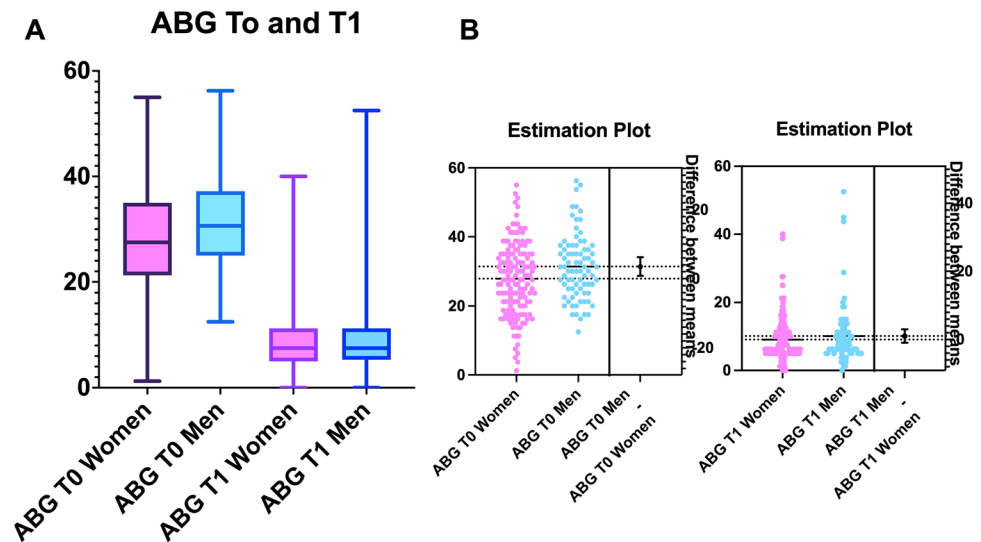 A
ABG To and T1
60
40
20
0
ABG T0 Women
ABG T0 Men
ABG T1 Women
ABG T1 Men
B
Estimation Plot
60
40
20
0
20
0
-20
Difference between means
ABG T0 Women
ABG T0 Men
ABG T0 Men
-
ABG T0 Women
Estimation Plot
60
40
20
0
40
20
0
Difference between means
ABG T1 Women
ABG T1 Men
ABG T1 Men
-
ABG T1 Women